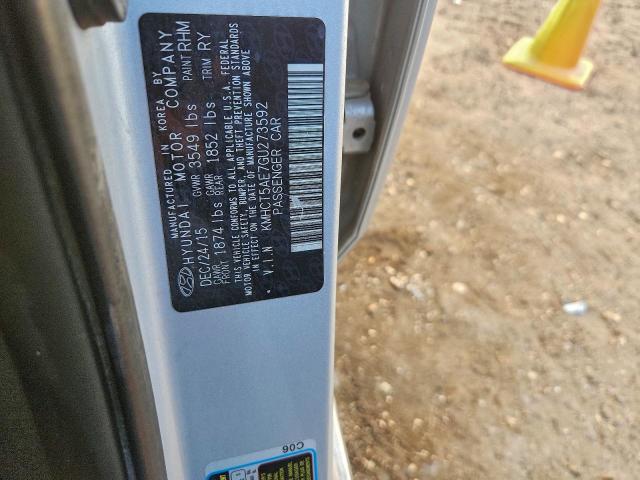 MANUFACTURED IN KOREA BY
HYUNDAI MOTOR COMPANY
DEC/24/15 GVWR 3549 lbs PAINT RHM
GAWR FRONT 1874 lbs GAWR REAR 1852 lbs TRIM RY
THIS VEHICLE CONFORMS TO ALL APPLICABLE U.S.A. FEDERAL
MOTOR VEHICLE SAFETY, BUMPER, AND THEFT PREVENTION STANDARDS
IN EFFECT ON THE DATE OF MANUFACTURE SHOWN ABOVE
V.I.N KMHCT5AE7GU273592
PASSENGER CAR
C06